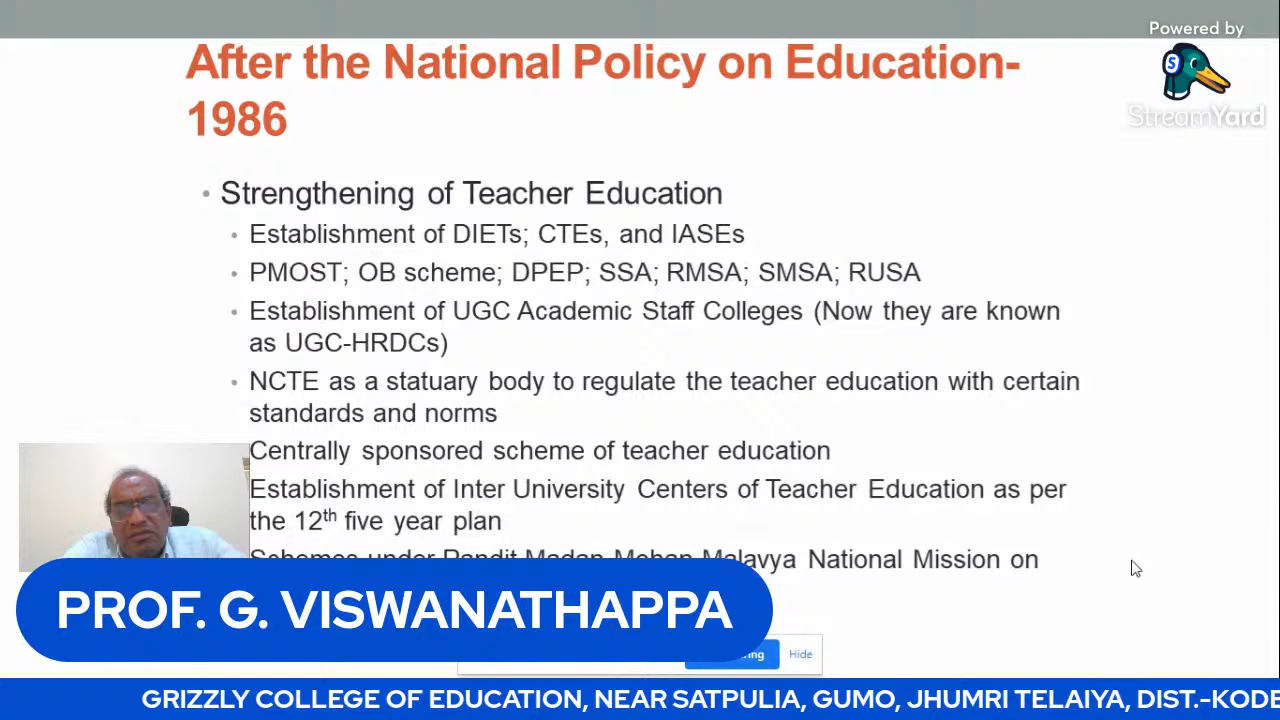 Powered by
StreamYard
After the National Policy on Education-
1986
• Strengthening of Teacher Education
• Establishment of DIETs; CTEs, and IASEs
• PMOST; OB scheme; DPEP; SSA; RMSA; SMSA; RUSA
• Establishment of UGC Academic Staff Colleges (Now they are known
as UGC-HRDCs)
• NCTE as a statuary body to regulate the teacher education with certain
standards and norms
Centrally sponsored scheme of teacher education
Establishment of Inter University Centers of Teacher Education as per
the 12th five year plan
Schemes under Pandit Madan Mohan Malavya National Mission on
PROF. G. VISWANATHAPPA
Hide
GRIZZLY COLLEGE OF EDUCATION, NEAR SATPULIA, GUMO, JHUMRI TELAIYA, DIST.-KODE